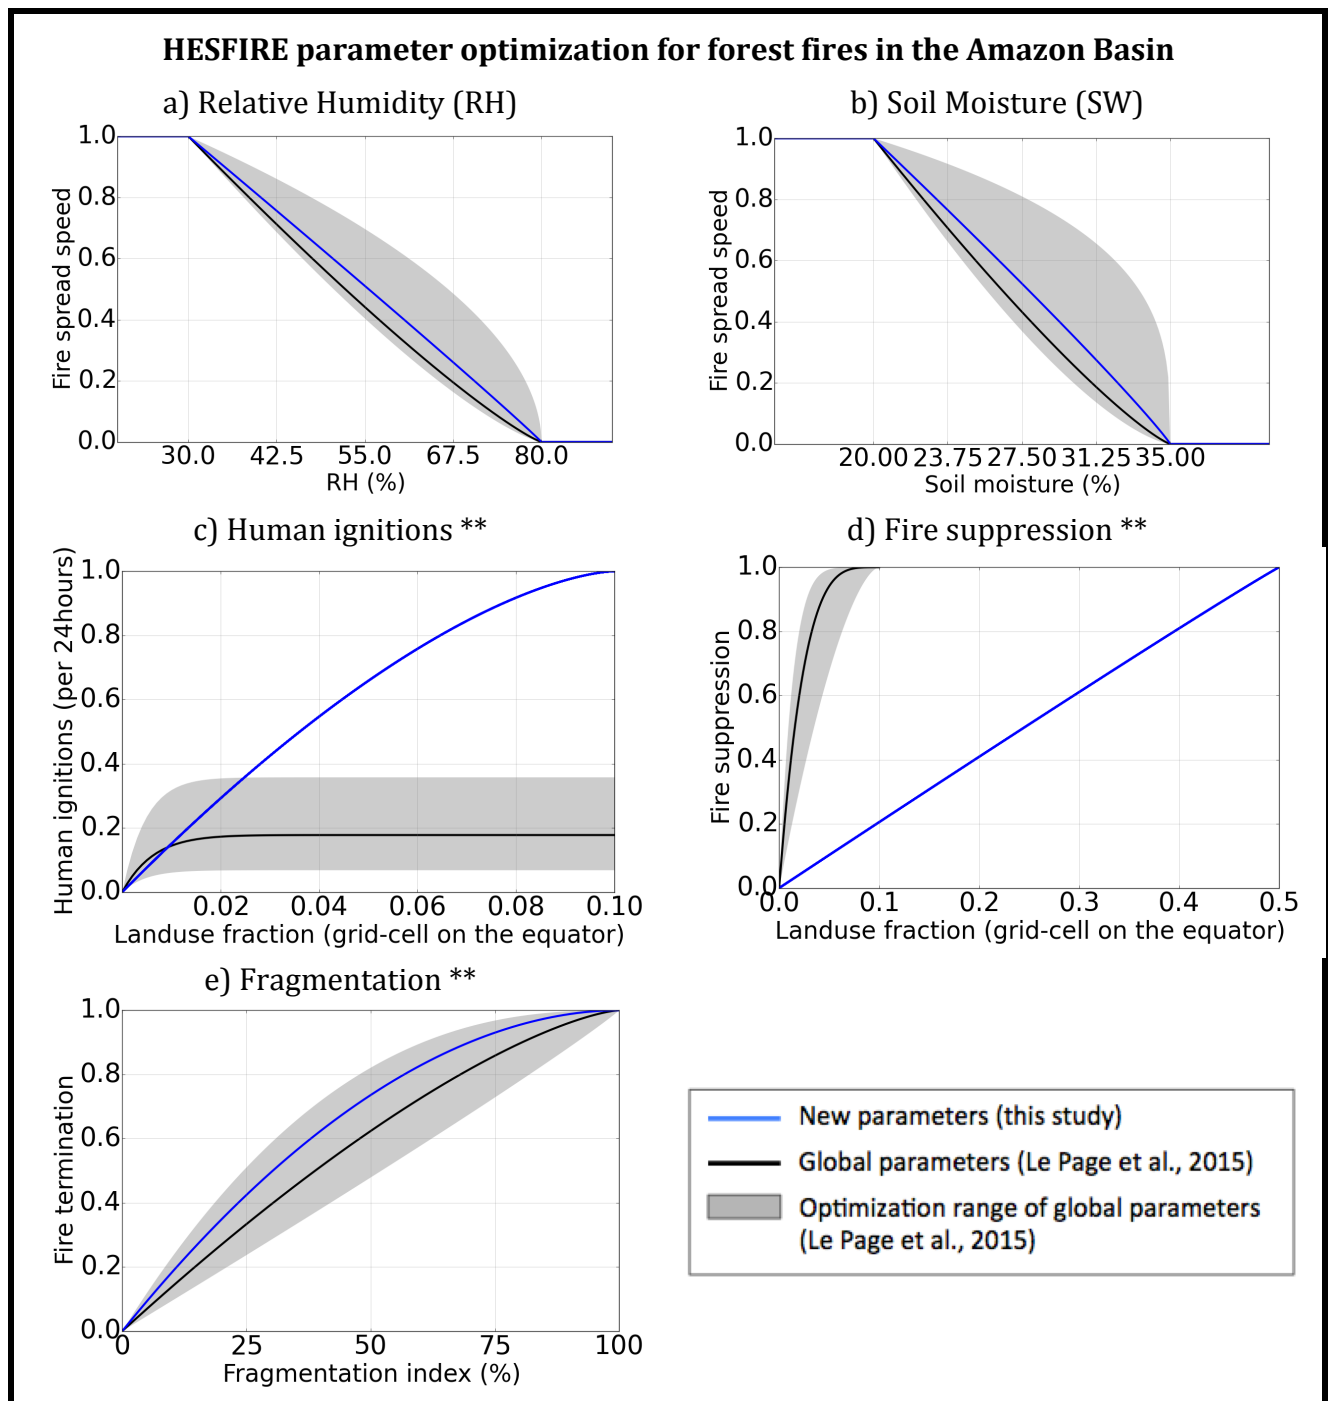 HESFIRE parameter optimization for forest fires in the Amazon Basin
a) Relative Humidity (RH)
1.0
0.8
0.6
0.4
0.2
0.0
Fire spread speed
30.0 42.5 55.0 67.5 80.0
RH (%)
b) Soil Moisture (SW)
1.0
0.8
0.6
0.4
0.2
0.0
Fire spread speed
20.00 23.75 27.50 31.25 35.00
Soil moisture (%)
c) Human ignitions **
1.0
0.8
0.6
0.4
0.2
0.0
Human ignitions (per 24hours)
0.02 0.04 0.06 0.08 0.10
Landuse fraction (grid-cell on the equator)
d) Fire suppression **
1.0
0.8
0.6
0.4
0.2
0.0
Fire suppression
0.0 0.1 0.2 0.3 0.4 0.5
Landuse fraction (grid-cell on the equator)
e) Fragmentation **
1.0
0.8
0.6
0.4
0.2
0.0
Fire termination
0 25 50 75 100
Fragmentation index (%)
New parameters (this study)
Global parameters (Le Page et al., 2015)
Optimization range of global parameters
(Le Page et al., 2015)